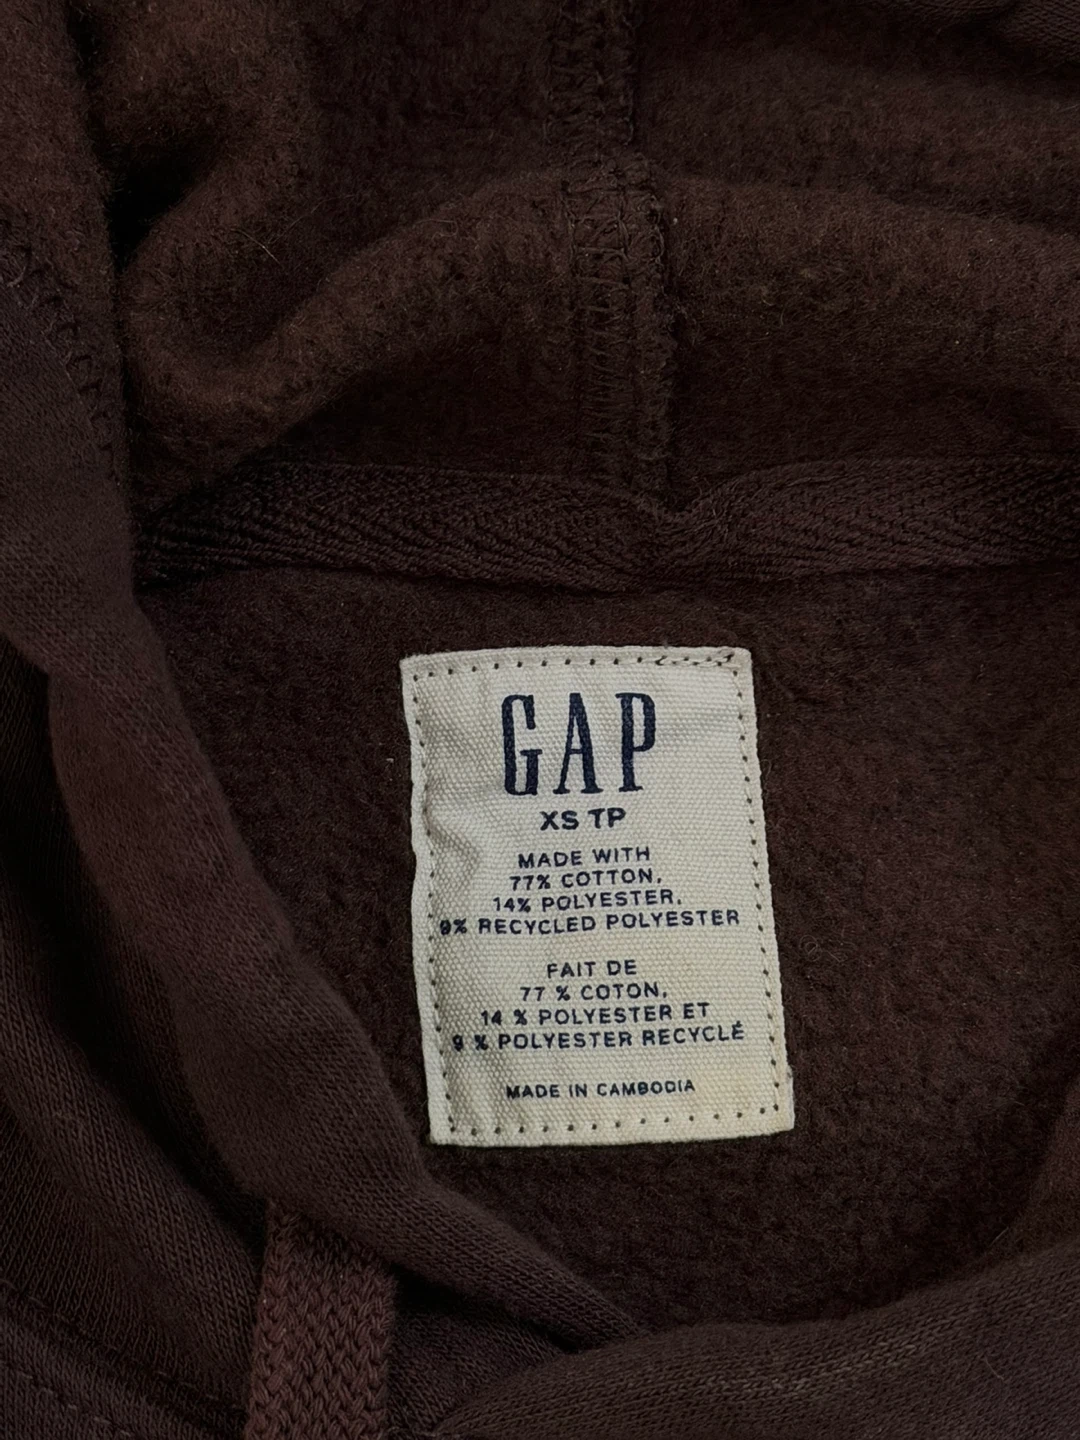 GAP
XS TP
MADE WITH
77% COTTON,
14% POLYESTER,
9% RECYCLED POLYESTER
FAIT DE
77 % COTON,
14 % POLYESTER ET
9 % POLYESTER RECYCLÉ
MADE IN CAMBODIA